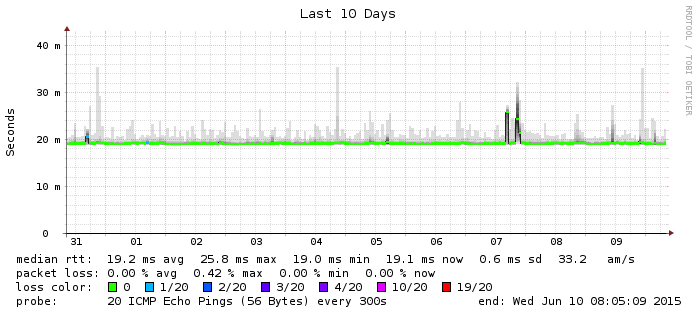 Last 10 Days
RRDTOOL / TOBI OETIKER
Seconds
40 m
30 m
20 m
10 m
0
31 01 02 03 04 05 06 07 08 09
median rtt: 19.2 ms avg 25.8 ms max 19.0 ms min 19.1 ms now 0.6 ms sd 33.2 am/s
packet loss: 0.00 % avg 0.42 % max 0.00 % min 0.00 % now
loss color: 0 1/20 2/20 3/20 4/20 10/20 19/20
probe: 20 ICMP Echo Pings (56 Bytes) every 300s end: Wed Jun 10 08:05:09 2015